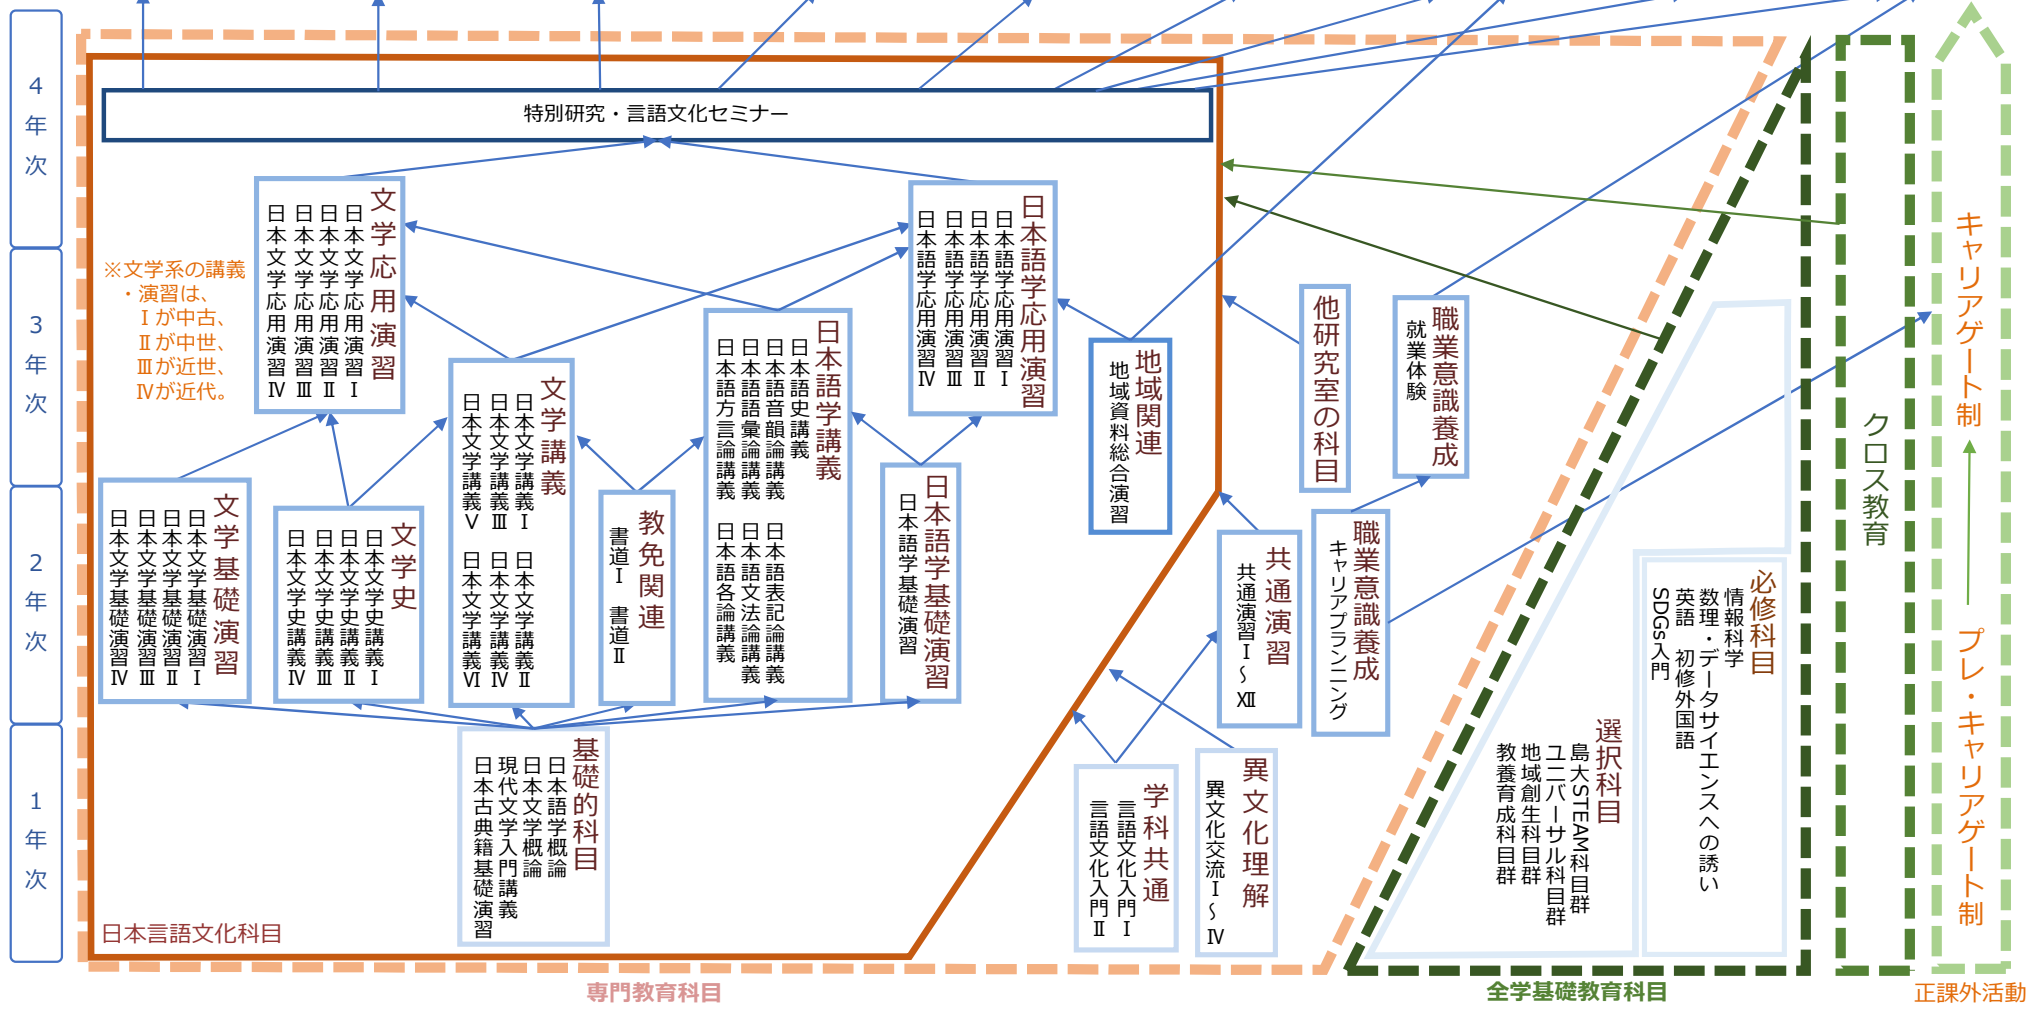 4年次
3年次
2年次
1年次
特別研究・言語文化セミナー
※文学系の講義
・演習は、
Ⅰが中古、
Ⅱが中世、
Ⅲが近世、
Ⅳが近代。
文学応用演習
日本文学応用演習Ⅰ
日本文学応用演習Ⅱ
日本文学応用演習Ⅲ
日本文学応用演習Ⅳ
日本語学応用演習
日本語学応用演習Ⅰ
日本語学応用演習Ⅱ
日本語学応用演習Ⅲ
日本語学応用演習Ⅳ
文学基礎演習
日本文学基礎演習Ⅰ
日本文学基礎演習Ⅱ
日本文学基礎演習Ⅲ
日本文学基礎演習Ⅳ
文学史
日本文学史講義Ⅰ
日本文学史講義Ⅱ
日本文学史講義Ⅲ
日本文学史講義Ⅳ
文学講義
日本文学講義Ⅰ 日本文学講義Ⅱ
日本文学講義Ⅲ 日本文学講義Ⅳ
日本文学講義Ⅴ 日本文学講義Ⅵ
教免関連
書道Ⅰ 書道Ⅱ
日本語学講義
日本語史講義
日本語音韻論講義 日本語表記論講義
日本語語彙論講義 日本語文法論講義
日本語方言論講義 日本語各論講義
日本語学基礎演習
日本語学基礎演習
地域関連
地域資料総合演習
基礎的科目
日本語学概論
日本文学概論
現代文学入門講義
日本古典籍基礎演習
日本言語文化科目
他研究室の科目
職業意識養成
就業体験
共通演習
共通演習Ⅰ～Ⅻ
職業意識養成
キャリアプランニング
学科共通
言語文化入門Ⅰ
言語文化入門Ⅱ
異文化理解
異文化交流Ⅰ～Ⅳ
必修科目
情報科学
数理・データサイエンスへの誘い
英語 初修外国語
SDGs入門
選択科目
島大STEAM科目群
ユニバーサル科目群
地域創生科目群
教養育成科目群
クロス教育
キャリアゲート制
プレ・キャリアゲート制
専門教育科目
全学基礎教育科目
正課外活動